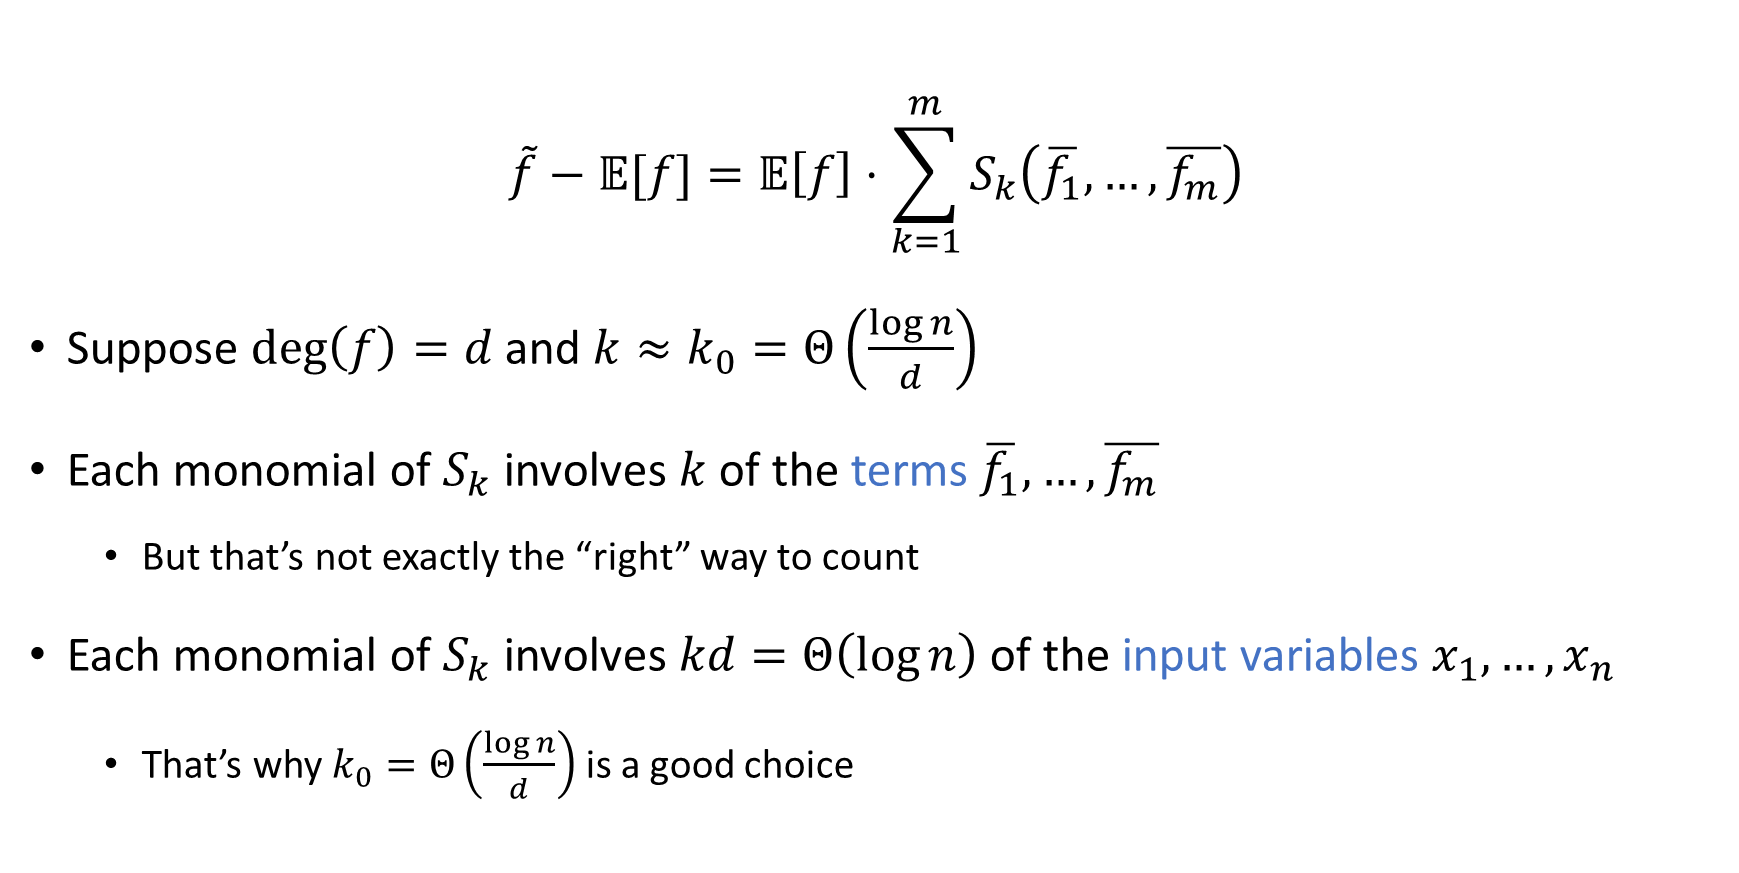 f̃ − 𝔼[f] = 𝔼[f] ⋅ ∑_{k=1}^{m} S_k(f̅_1, … , f̅_m)
• Suppose deg(f) = d and k ≈ k_0 = Θ(log n / d)
• Each monomial of S_k involves k of the terms f̅_1, … , f̅_m
• But that’s not exactly the “right” way to count
• Each monomial of S_k involves kd = Θ(log n) of the input variables x_1, … , x_n
• That’s why k_0 = Θ(log n / d) is a good choice